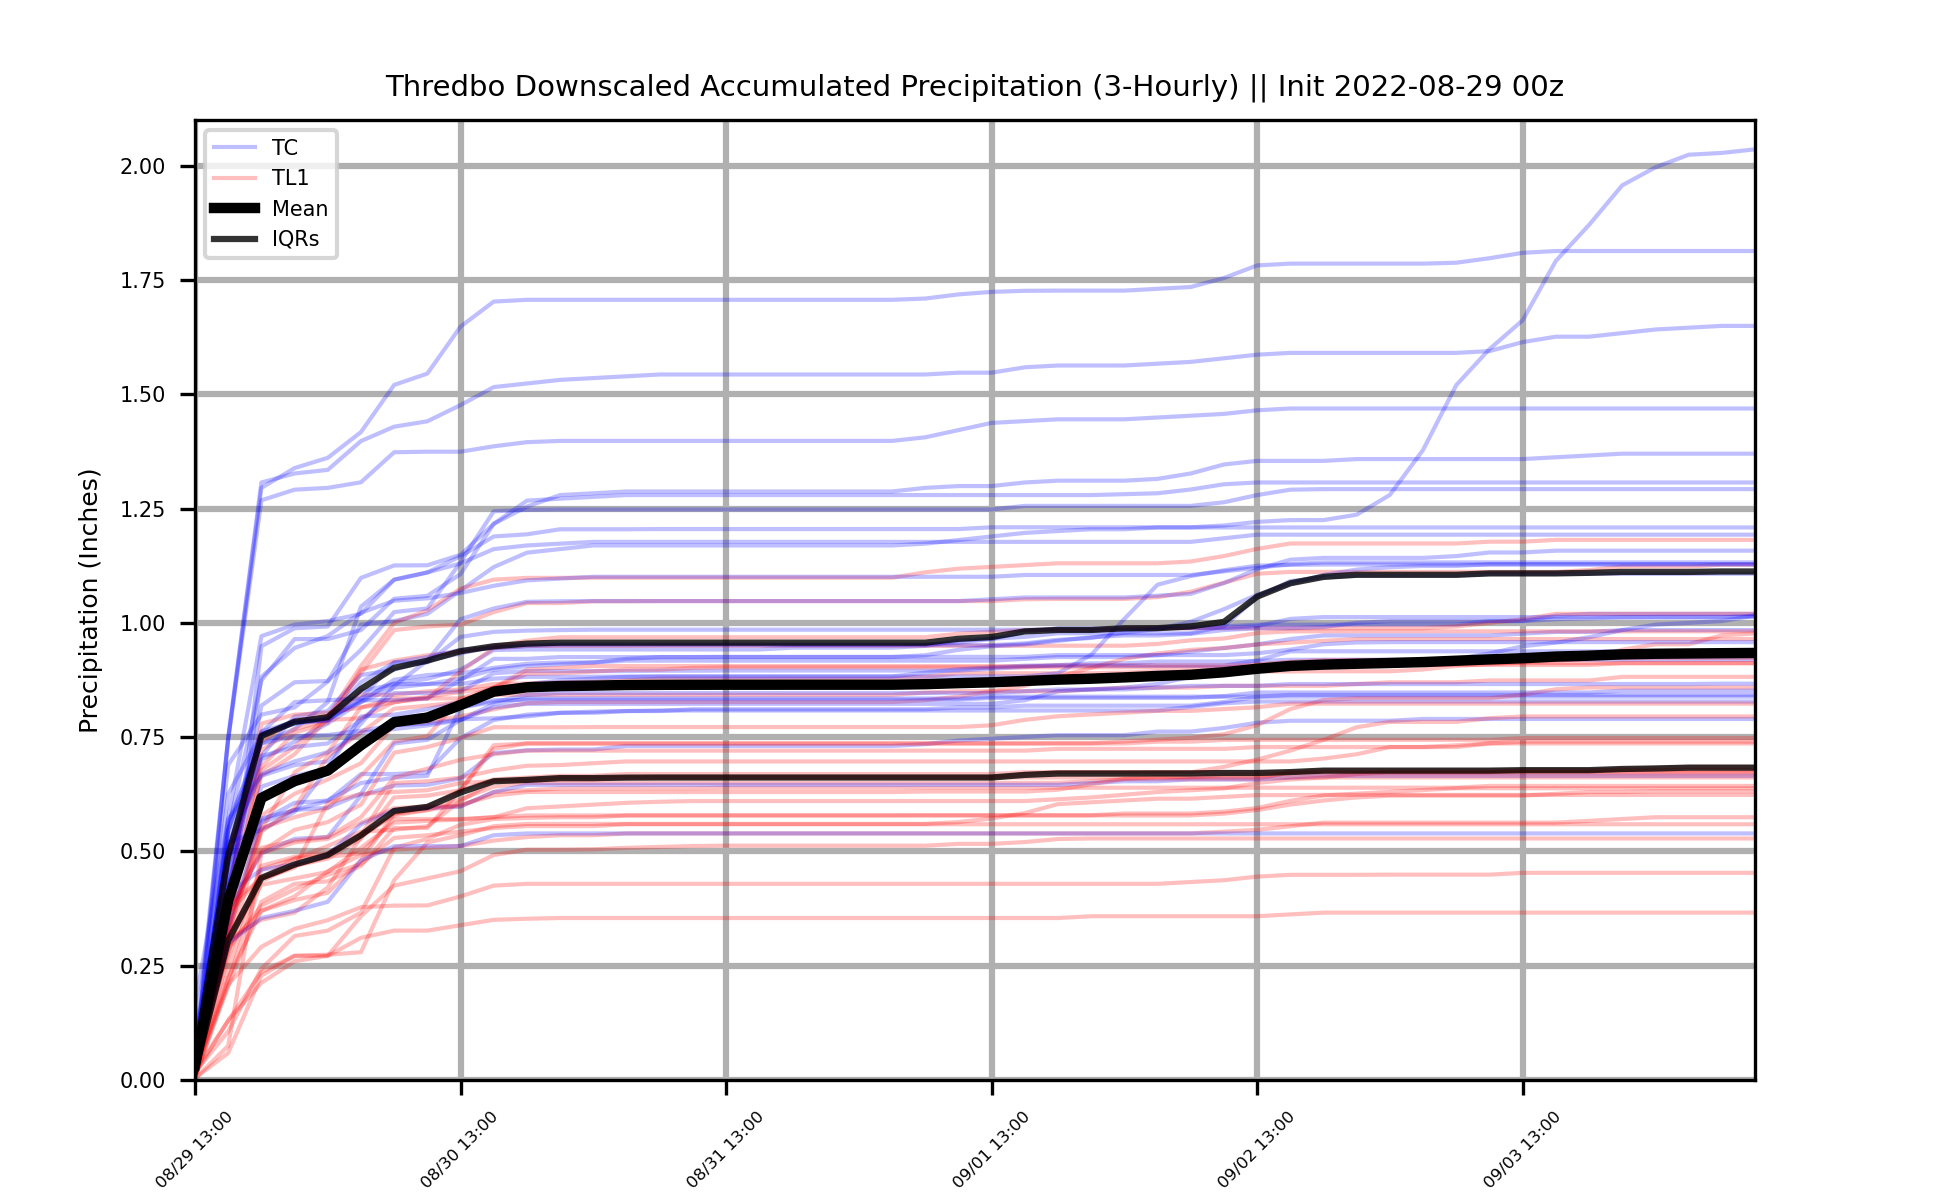 Thredbo Downscaled Accumulated Precipitation (3-Hourly) || Init 2022-08-29 00z
TC
TL1
Mean
IQRs
Precipitation (Inches)
2.00
1.75
1.50
1.25
1.00
0.75
0.50
0.25
0.00
08/29 13:00
08/30 13:00
08/31 13:00
09/01 13:00
09/02 13:00
09/03 13:00